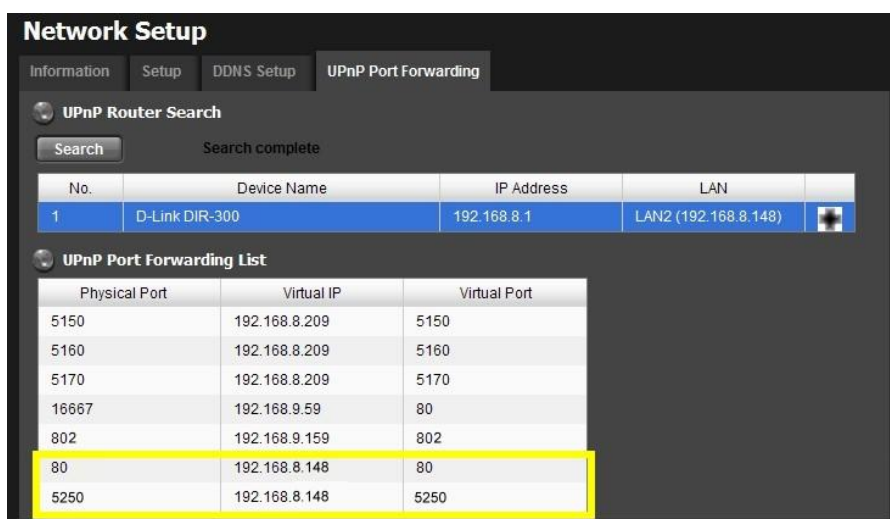 Network Setup
Information Setup DDNS Setup UPnP Port Forwarding
UPnP Router Search
Search Search complete
No. Device Name IP Address LAN
1 D-Link DIR-300 192.168.8.1 LAN2 (192.168.8.148)
UPnP Port Forwarding List
Physical Port Virtual IP Virtual Port
5150 192.168.8.209 5150
5160 192.168.8.209 5160
5170 192.168.8.209 5170
16667 192.168.9.59 80
802 192.168.9.159 802
80 192.168.8.148 80
5250 192.168.8.148 5250